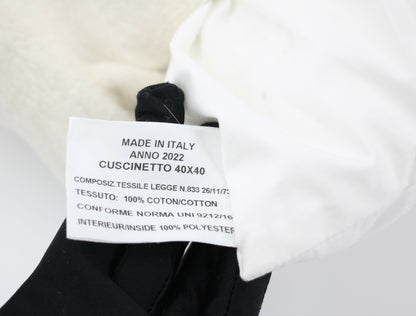 MADE IN ITALY
ANNO 2022
CUSCINETTO 40X40
COMPOSIZ.TESSILE LEGGE N.833 26/11/73
TESSUTO: 100% COTON/COTTON
CONFORME NORMA UNI 9212/16
INTERIEUR/INSIDE 100% POLYESTER